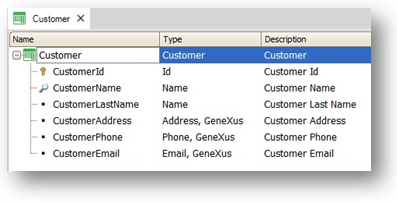 Customer
Name Type Description
Customer Customer Customer
CustomerId Id Customer Id
CustomerName Name Customer Name
CustomerLastName Name Customer Last Name
CustomerAddress Address, GeneXus Customer Address
CustomerPhone Phone, GeneXus Customer Phone
CustomerEmail Email, GeneXus Customer Email